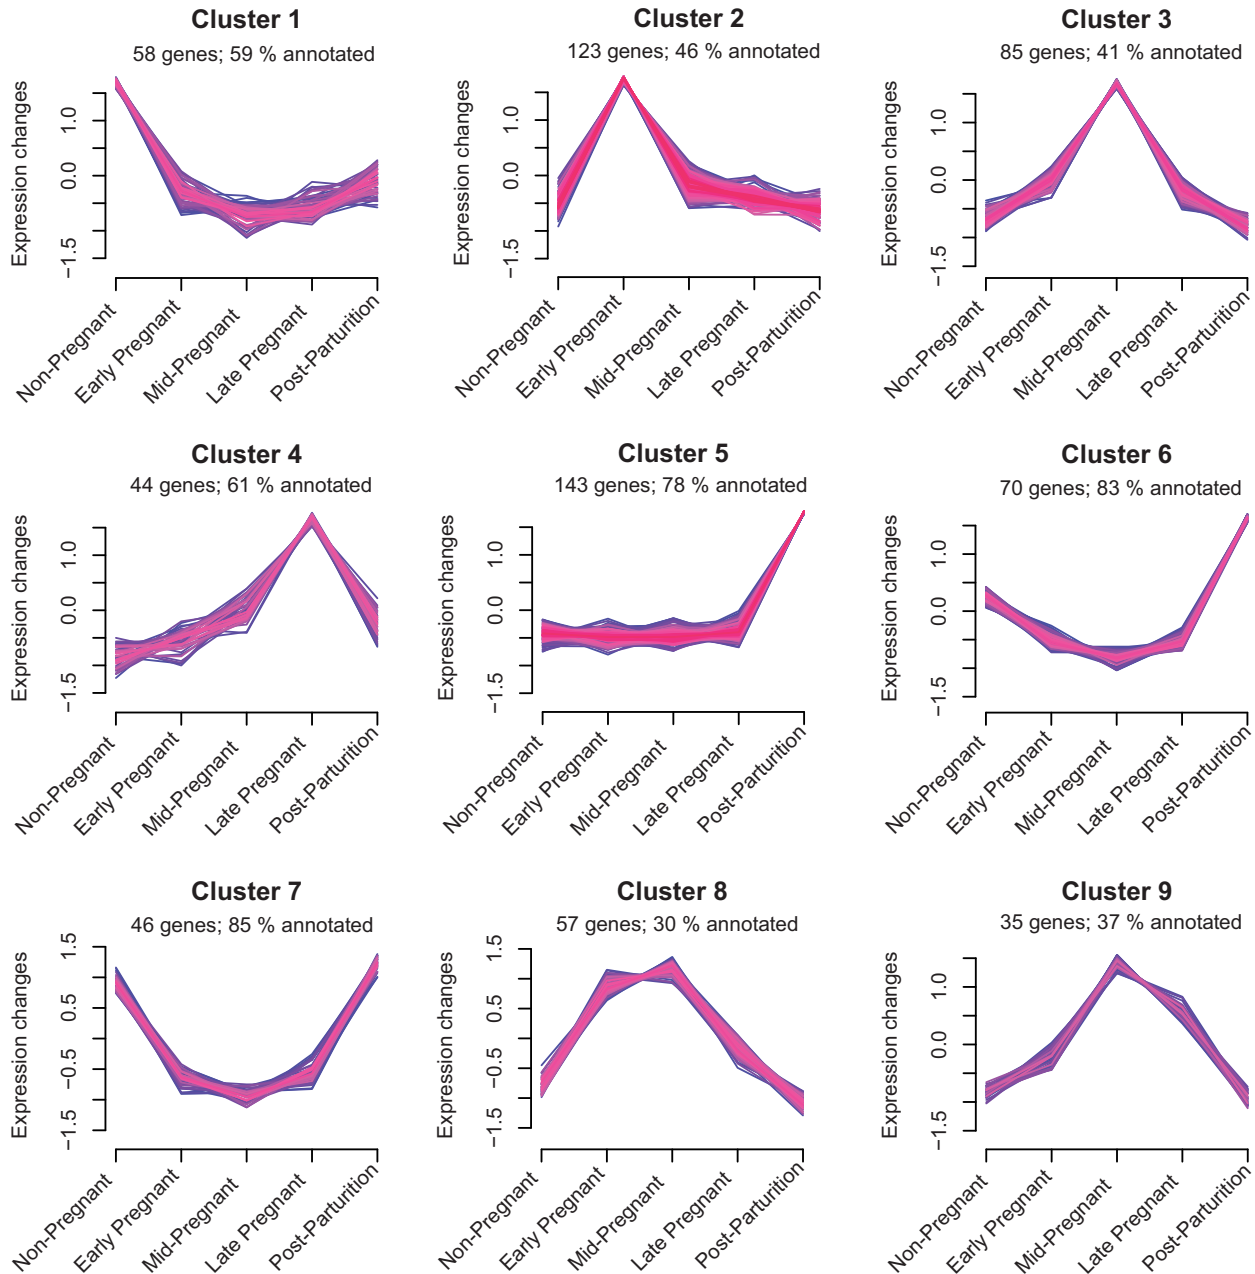 Cluster 1
58 genes; 59 % annotated
Expression changes
1.0
0.0
−1.5
Non-Pregnant
Early Pregnant
Mid-Pregnant
Late Pregnant
Post-Parturition
Cluster 2
123 genes; 46 % annotated
Expression changes
1.0
0.0
−1.5
Non-Pregnant
Early Pregnant
Mid-Pregnant
Late Pregnant
Post-Parturition
Cluster 3
85 genes; 41 % annotated
Expression changes
1.0
0.0
−1.5
Non-Pregnant
Early Pregnant
Mid-Pregnant
Late Pregnant
Post-Parturition
Cluster 4
44 genes; 61 % annotated
Expression changes
1.0
0.0
−1.5
Non-Pregnant
Early Pregnant
Mid-Pregnant
Late Pregnant
Post-Parturition
Cluster 5
143 genes; 78 % annotated
Expression changes
1.0
0.0
−1.5
Non-Pregnant
Early Pregnant
Mid-Pregnant
Late Pregnant
Post-Parturition
Cluster 6
70 genes; 83 % annotated
Expression changes
1.0
0.0
−1.5
Non-Pregnant
Early Pregnant
Mid-Pregnant
Late Pregnant
Post-Parturition
Cluster 7
46 genes; 85 % annotated
Expression changes
1.5
0.5
−0.5
−1.5
Non-Pregnant
Early Pregnant
Mid-Pregnant
Late Pregnant
Post-Parturition
Cluster 8
57 genes; 30 % annotated
Expression changes
1.5
0.5
−0.5
−1.5
Non-Pregnant
Early Pregnant
Mid-Pregnant
Late Pregnant
Post-Parturition
Cluster 9
35 genes; 37 % annotated
Expression changes
1.0
0.0
−1.5
Non-Pregnant
Early Pregnant
Mid-Pregnant
Late Pregnant
Post-Parturition